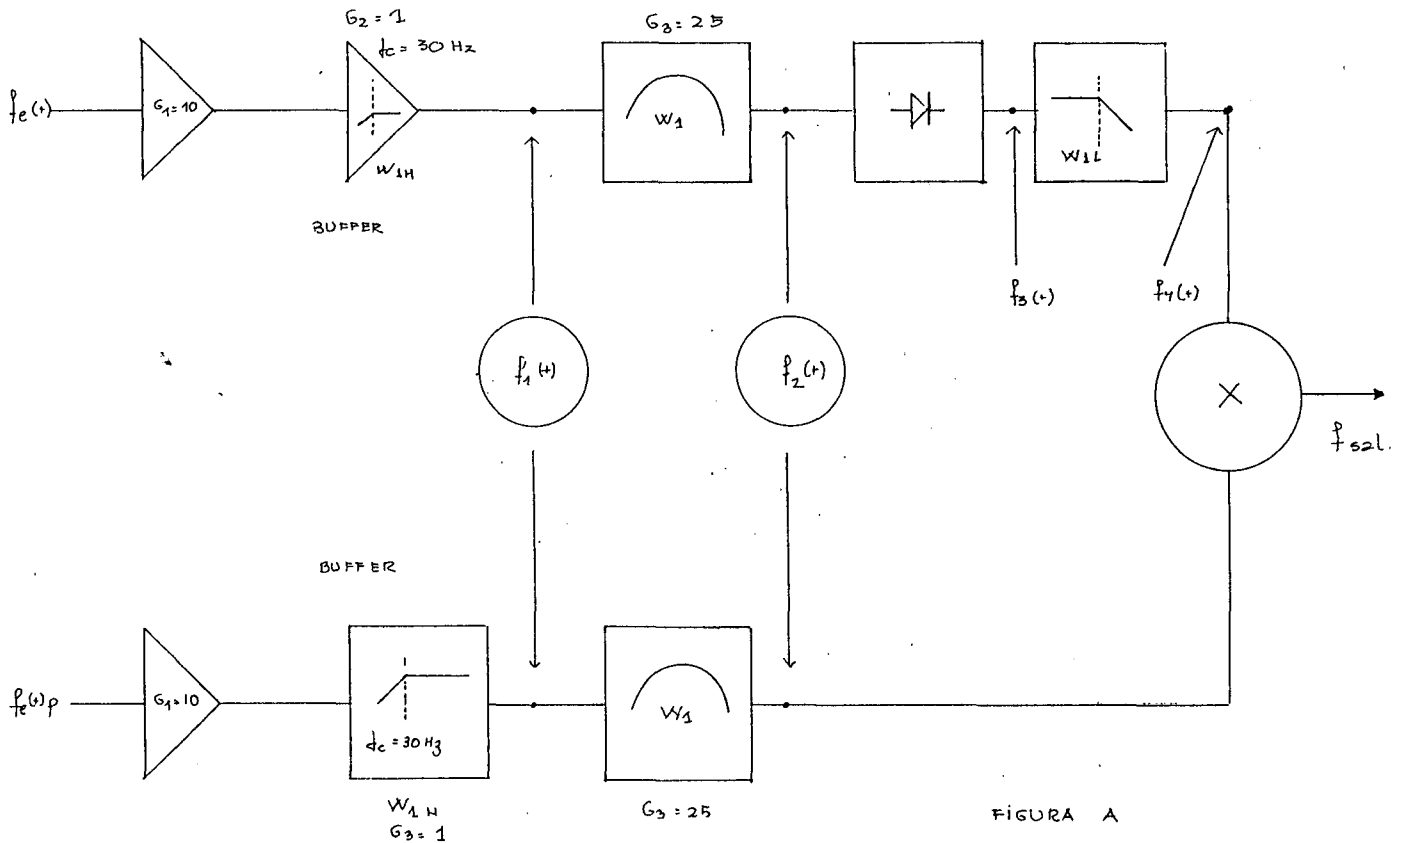 G₂ = 1
fc = 30 Hz
G₃ = 25
fe(t)
G₁=10
W₁
W₁H
W₁L
BUFFER
f₃(t)
f₄(t)
f₁(t)
f₂(t)
X
fsal.
BUFFER
fe(t)p
G₁=10
fc = 30 Hz
W₁
W₁H
G₃ = 1
G₃ = 25
FIGURA A